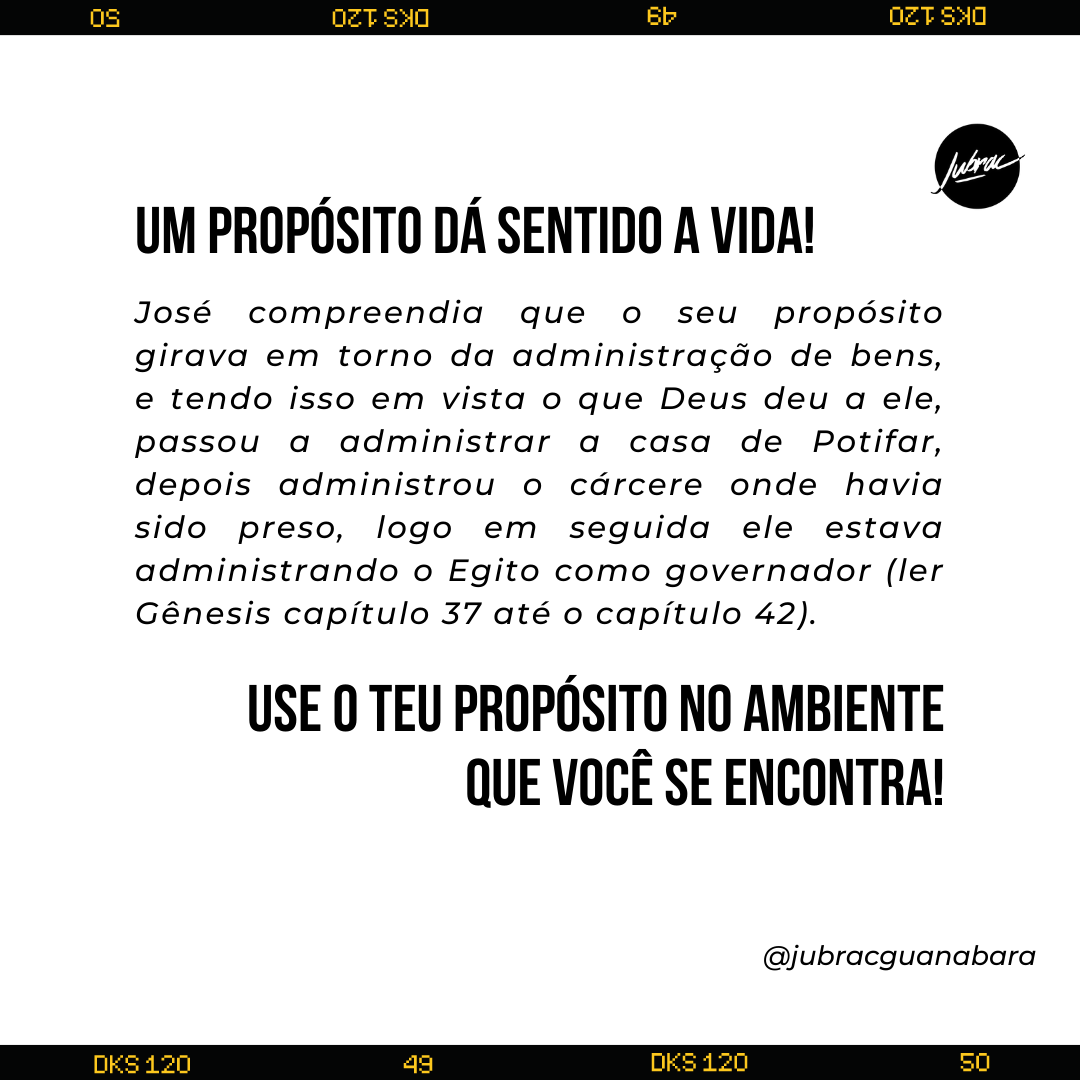 50 DKS 120 49 DKS 120
Jubrac
UM PROPÓSITO DÁ SENTIDO A VIDA!
José compreendia que o seu propósito
girava em torno da administração de bens,
e tendo isso em vista o que Deus deu a ele,
passou a administrar a casa de Potifar,
depois administrou o cárcere onde havia
sido preso, logo em seguida ele estava
administrando o Egito como governador (ler
Gênesis capítulo 37 até o capítulo 42).
USE O TEU PROPÓSITO NO AMBIENTE
QUE VOCÊ SE ENCONTRA!
@jubracguanabara
DKS 120 49 DKS 120 50